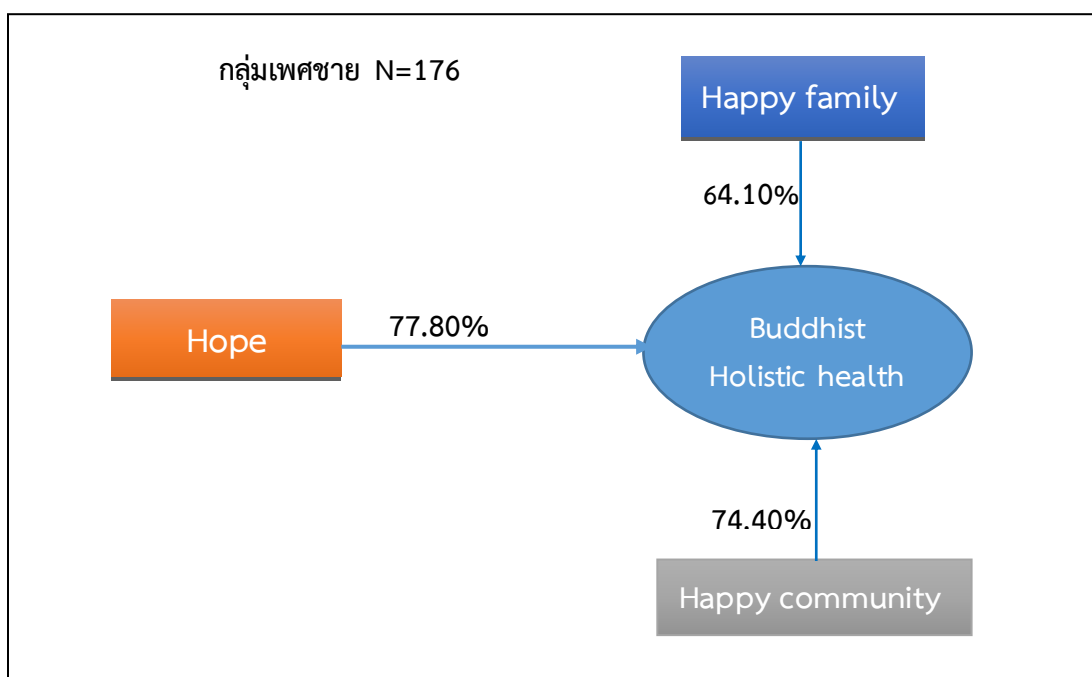 กลุ่มเพศชาย N=176
Happy family
64.10%
Hope
77.80%
Buddhist
Holistic health
74.40%
Happy community